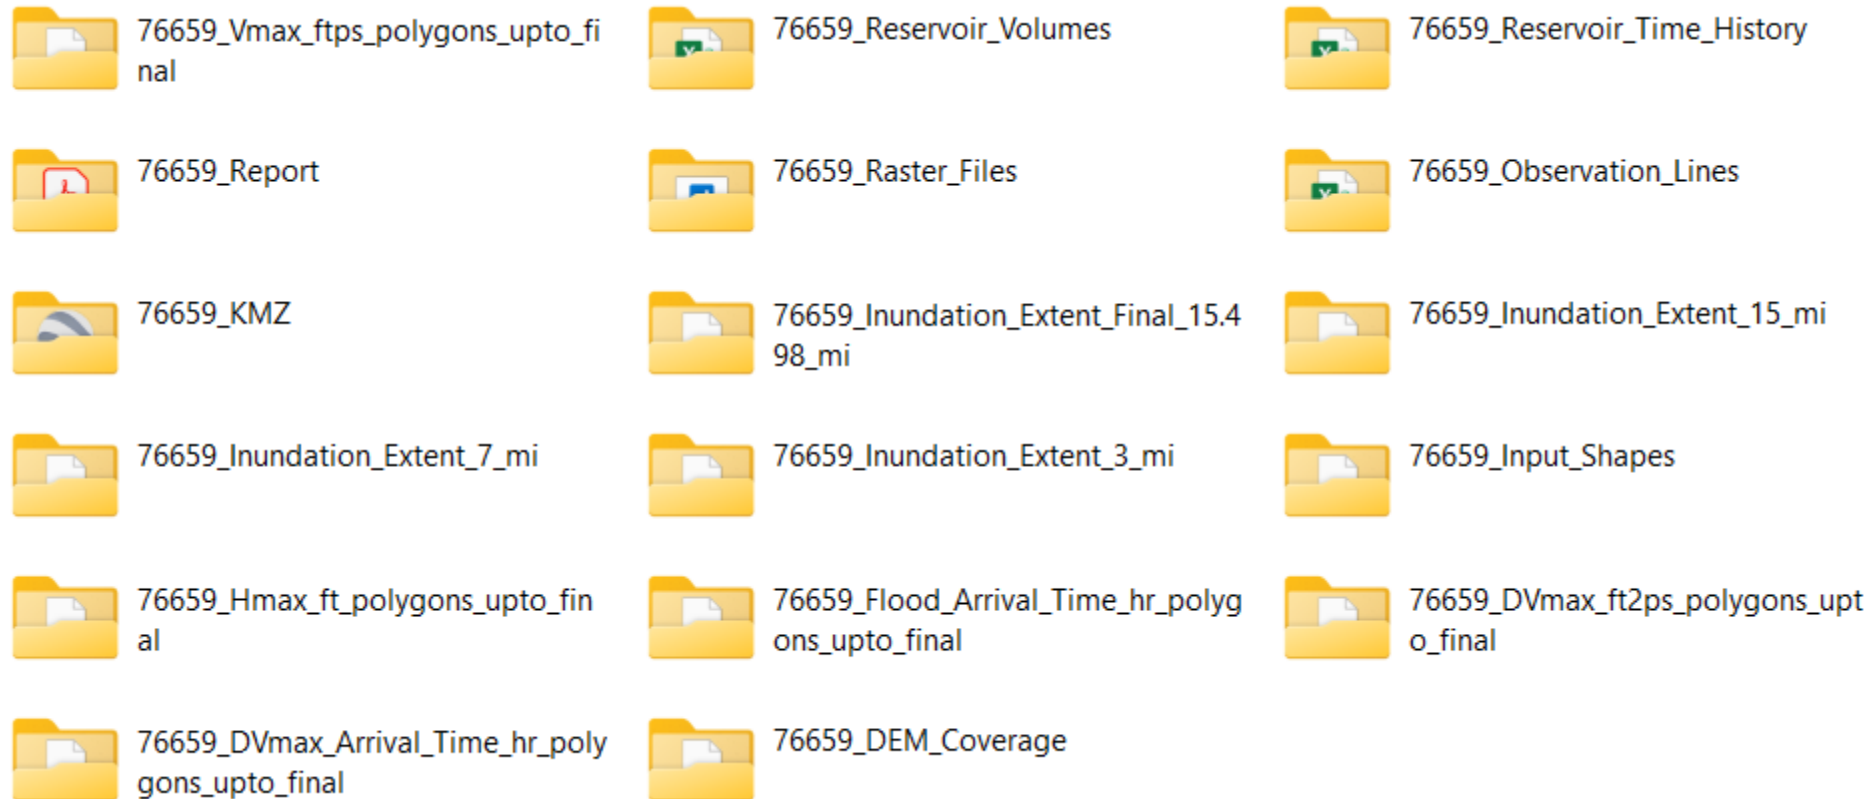 76659_Vmax_ftps_polygons_upto_fi
nal
76659_Reservoir_Volumes
76659_Reservoir_Time_History
76659_Report
76659_Raster_Files
76659_Observation_Lines
76659_KMZ
76659_Inundation_Extent_Final_15.4
98_mi
76659_Inundation_Extent_15_mi
76659_Inundation_Extent_7_mi
76659_Inundation_Extent_3_mi
76659_Input_Shapes
76659_Hmax_ft_polygons_upto_fin
al
76659_Flood_Arrival_Time_hr_polyg
ons_upto_final
76659_DVmax_ft2ps_polygons_upt
o_final
76659_DVmax_Arrival_Time_hr_poly
gons_upto_final
76659_DEM_Coverage